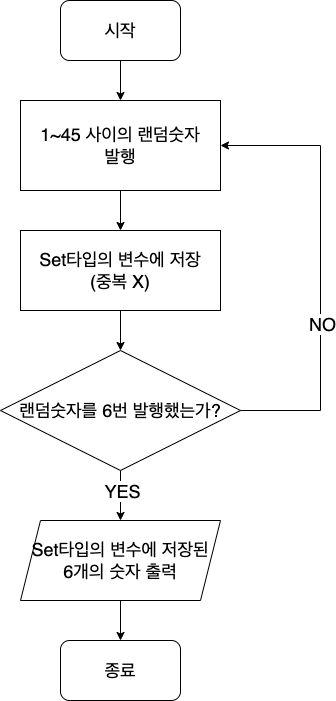 시작
1~45 사이의 랜덤숫자
발행
Set타입의 변수에 저장
(중복 X)
랜덤숫자를 6번 발행했는가?
NO
YES
Set타입의 변수에 저장된
6개의 숫자 출력
종료